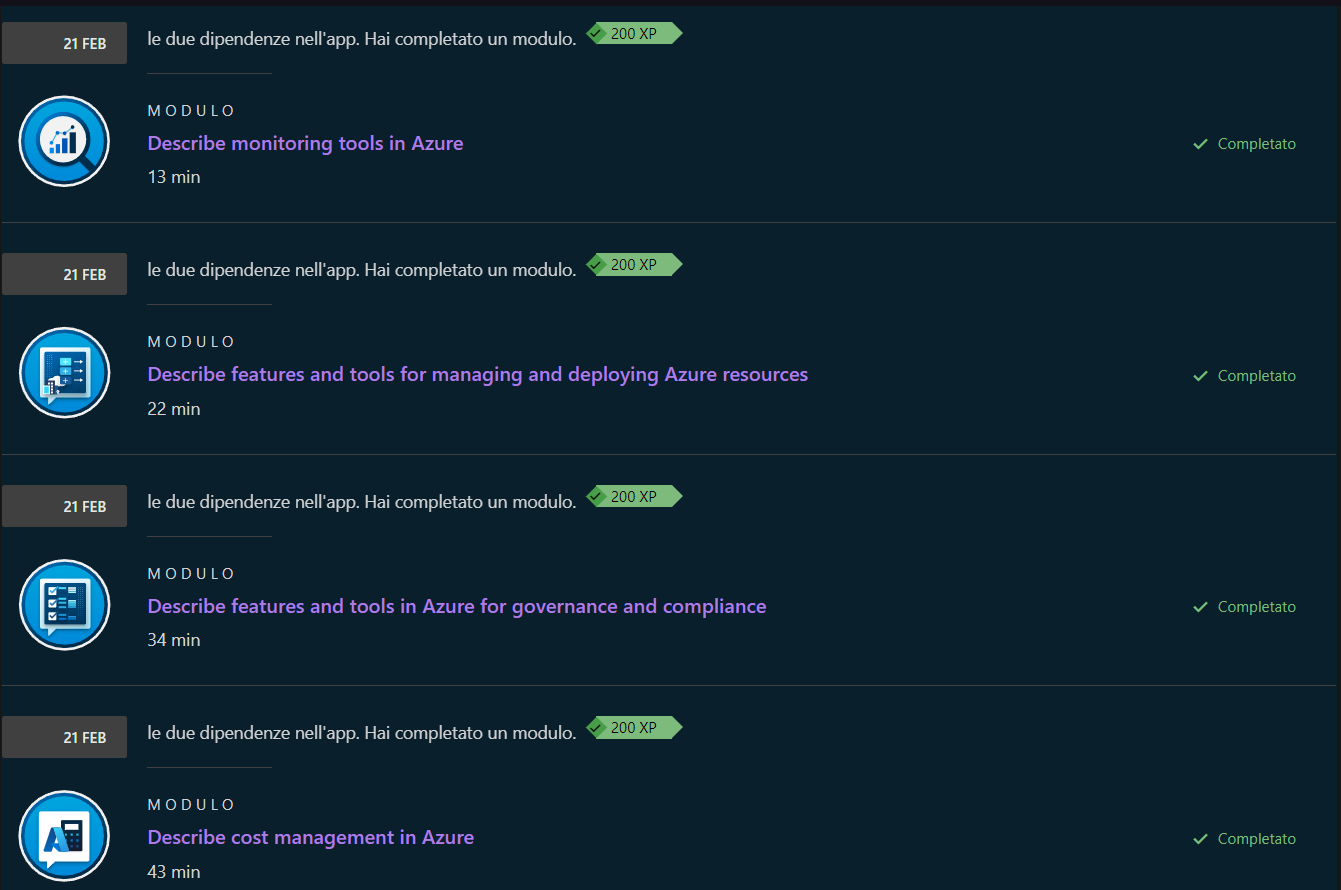 21 FEB
le due dipendenze nell'app. Hai completato un modulo. 200 XP
MODULO
Describe monitoring tools in Azure
Completato
13 min
21 FEB
le due dipendenze nell'app. Hai completato un modulo. 200 XP
MODULO
Describe features and tools for managing and deploying Azure resources
Completato
22 min
21 FEB
le due dipendenze nell'app. Hai completato un modulo. 200 XP
MODULO
Describe features and tools in Azure for governance and compliance
Completato
34 min
21 FEB
le due dipendenze nell'app. Hai completato un modulo. 200 XP
MODULO
Describe cost management in Azure
Completato
43 min